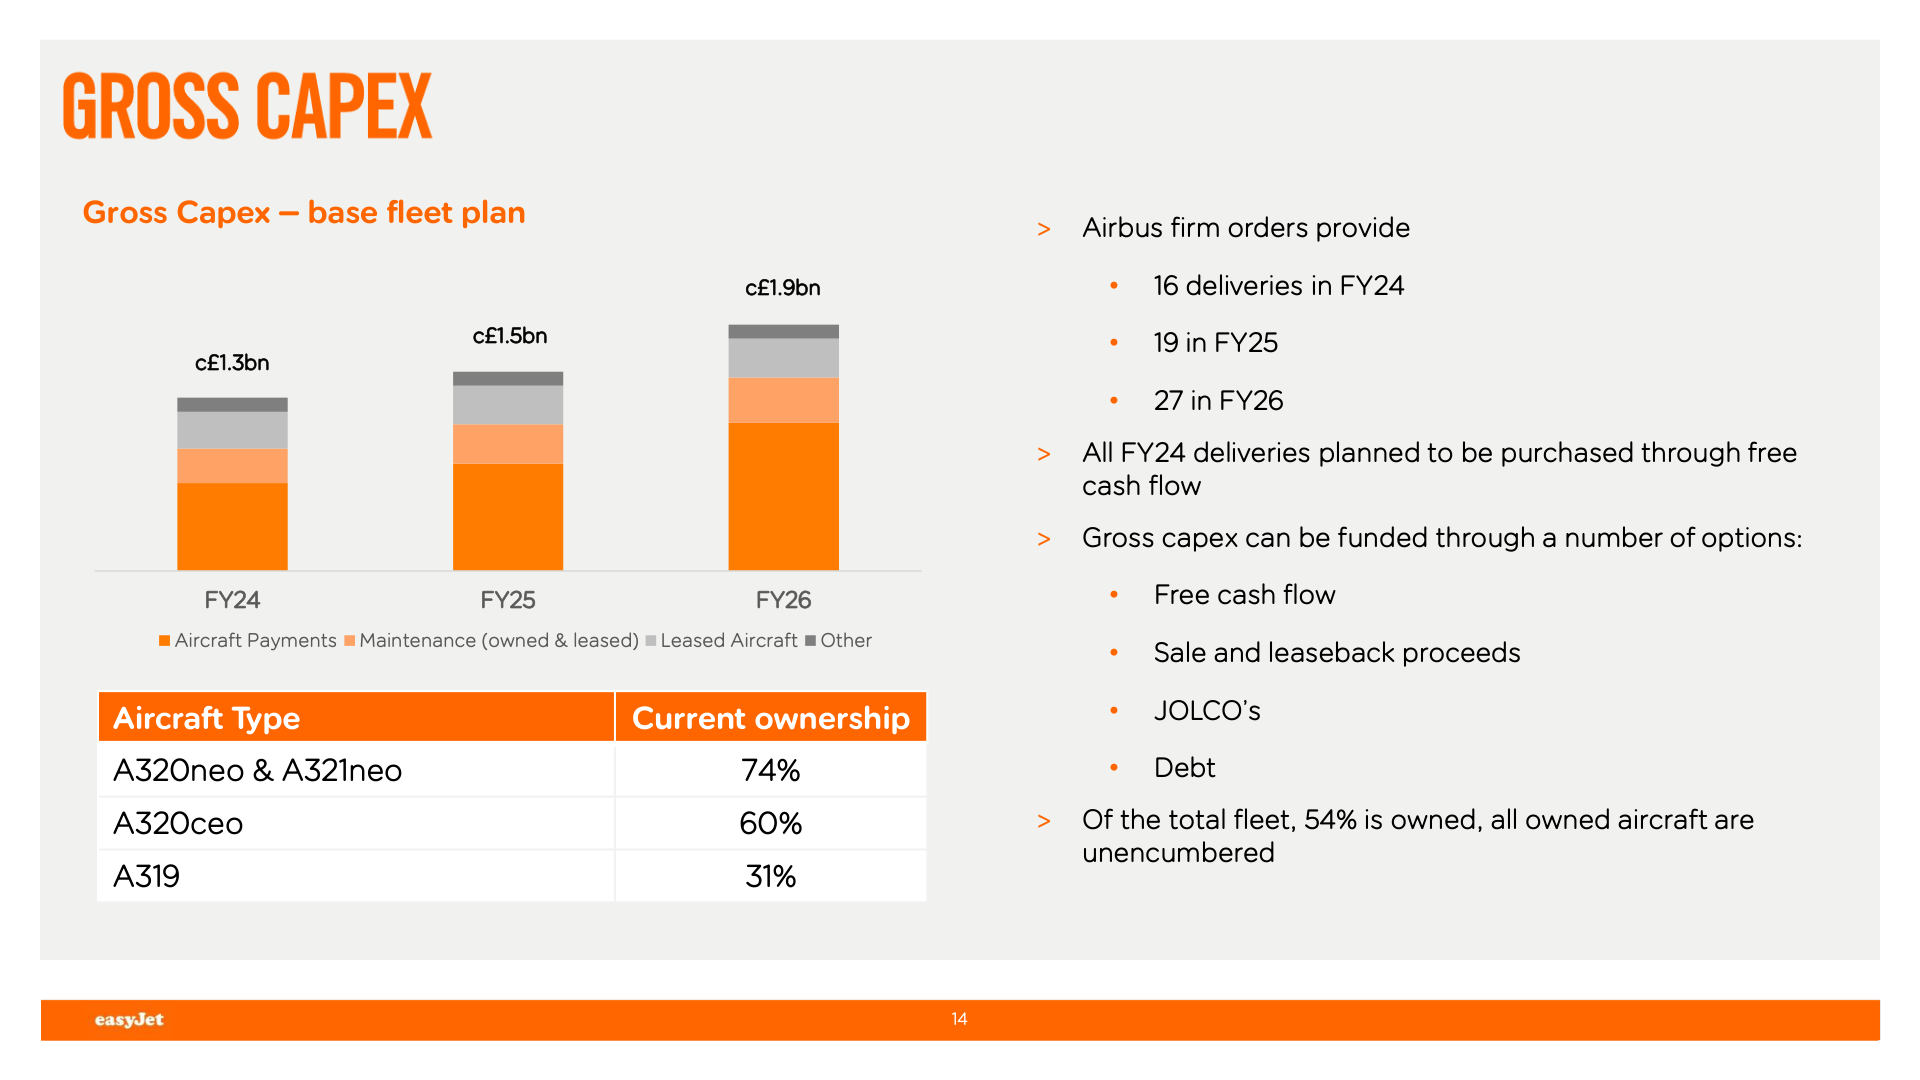 GROSS CAPEX
Gross Capex – base fleet plan
c£1.3bn
c£1.5bn
c£1.9bn
FY24
FY25
FY26
Aircraft Payments
Maintenance (owned & leased)
Leased Aircraft
Other
Aircraft Type
Current ownership
A320neo & A321neo
74%
A320ceo
60%
A319
31%
> Airbus firm orders provide
• 16 deliveries in FY24
• 19 in FY25
• 27 in FY26
> All FY24 deliveries planned to be purchased through free
cash flow
> Gross capex can be funded through a number of options:
• Free cash flow
• Sale and leaseback proceeds
• JOLCO’s
• Debt
> Of the total fleet, 54% is owned, all owned aircraft are
unencumbered
easyJet
14